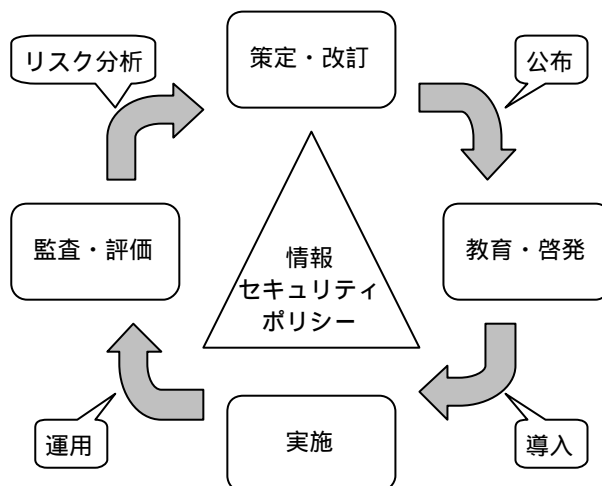 リスク分析
策定・改訂
公布
監査・評価
情報
セキュリティ
ポリシー
教育・啓発
運用
実施
導入